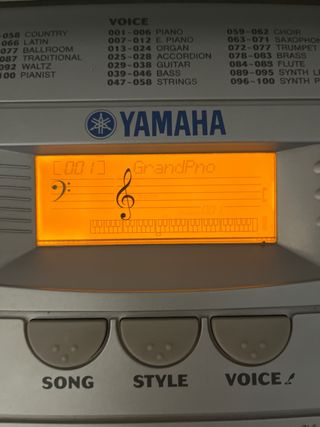 VOICE
-058 COUNTRY
066 LATIN
077 BALLROOM
087 TRADITIONAL
092 WALTZ
100 PIANIST
001-006 PIANO
007-012 E. PIANO
013-024 ORGAN
025-028 ACCORDION
029-038 GUITAR
039-046 BASS
047-058 STRINGS
059-062 CHOIR
063-071 SAXOPHON
072-077 TRUMPET
078-083 BRASS
084-088 FLUTE
089-095 SYNTH L
096-100 SYNTH P
YAMAHA
[001] GrandPno
SONG STYLE VOICE